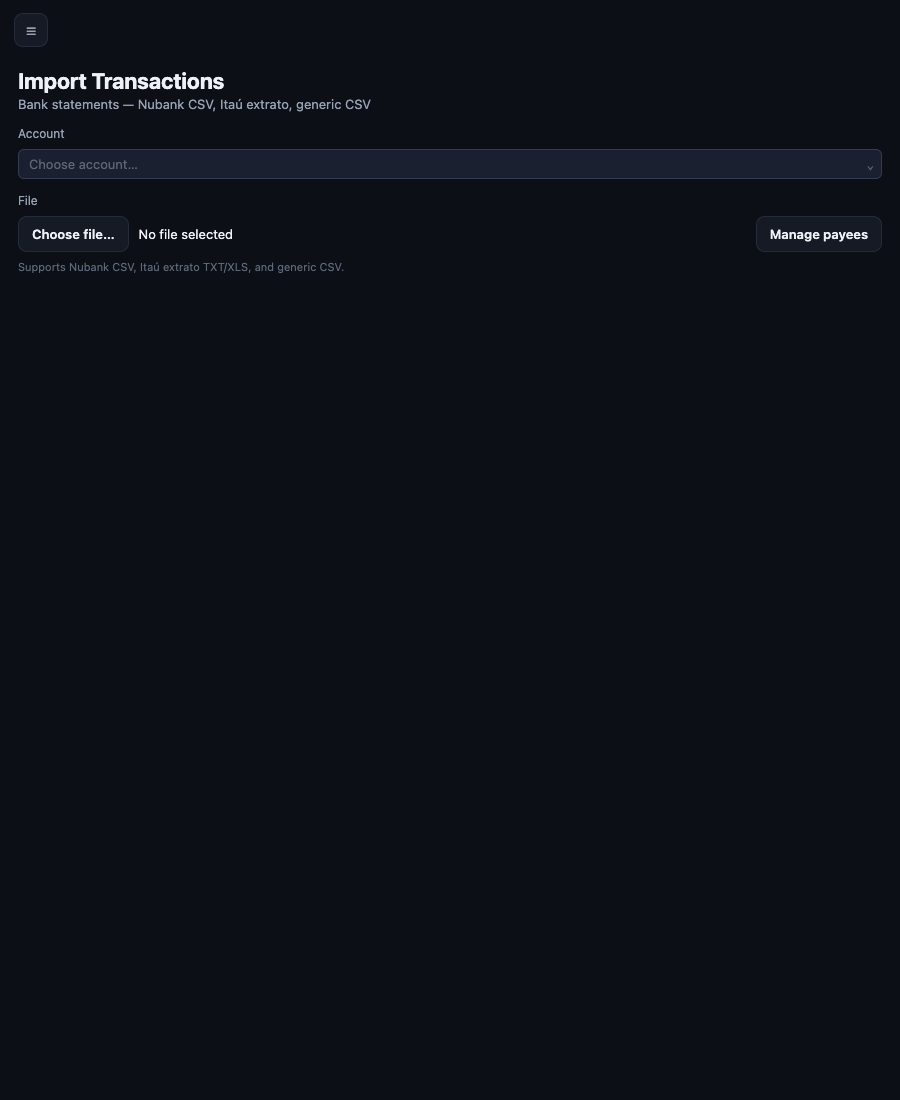 Import Transactions
Bank statements — Nubank CSV, Itaú extrato, generic CSV
Account
Choose account...
File
Choose file...
No file selected
Manage payees
Supports Nubank CSV, Itaú extrato TXT/XLS, and generic CSV.